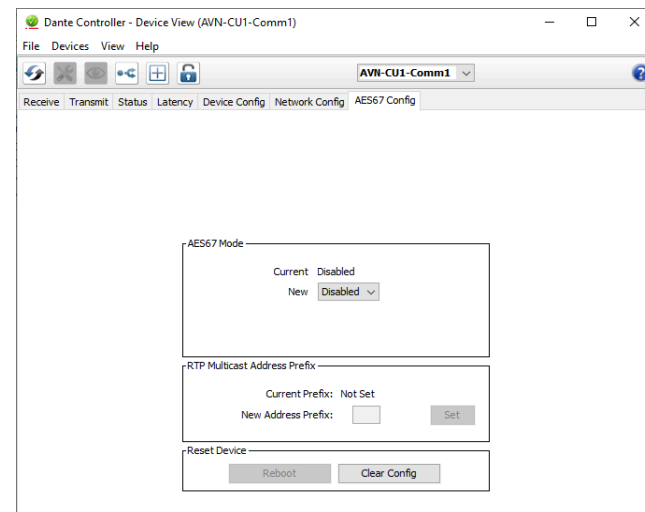 Dante Controller - Device View (AVN-CU1-Comm1)
File Devices View Help
AVN-CU1-Comm1
?
Receive Transmit Status Latency Device Config Network Config AES67 Config
AES67 Mode
Current Disabled
New Disabled
RTP Multicast Address Prefix
Current Prefix: Not Set
New Address Prefix: Set
Reset Device
Reboot Clear Config